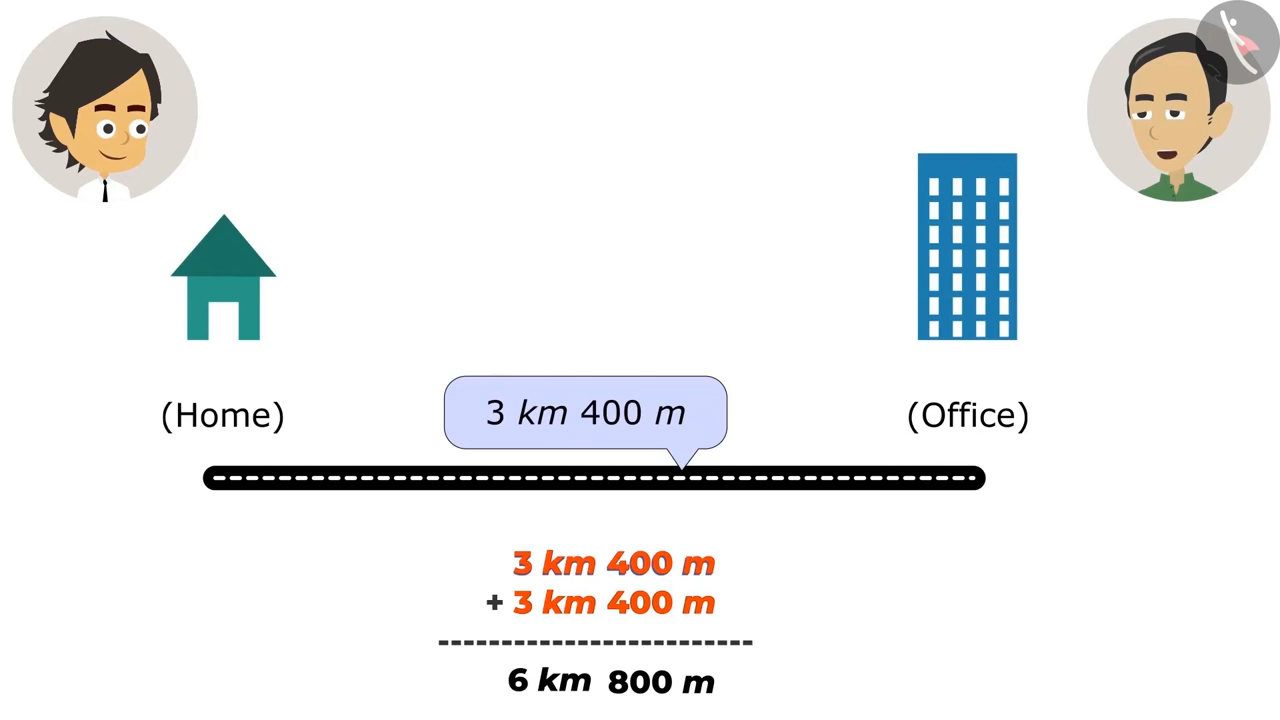 3 km 400 m
(Home)
(Office)
3 km 400 m
+ 3 km 400 m
-------------------------
6 km 800 m